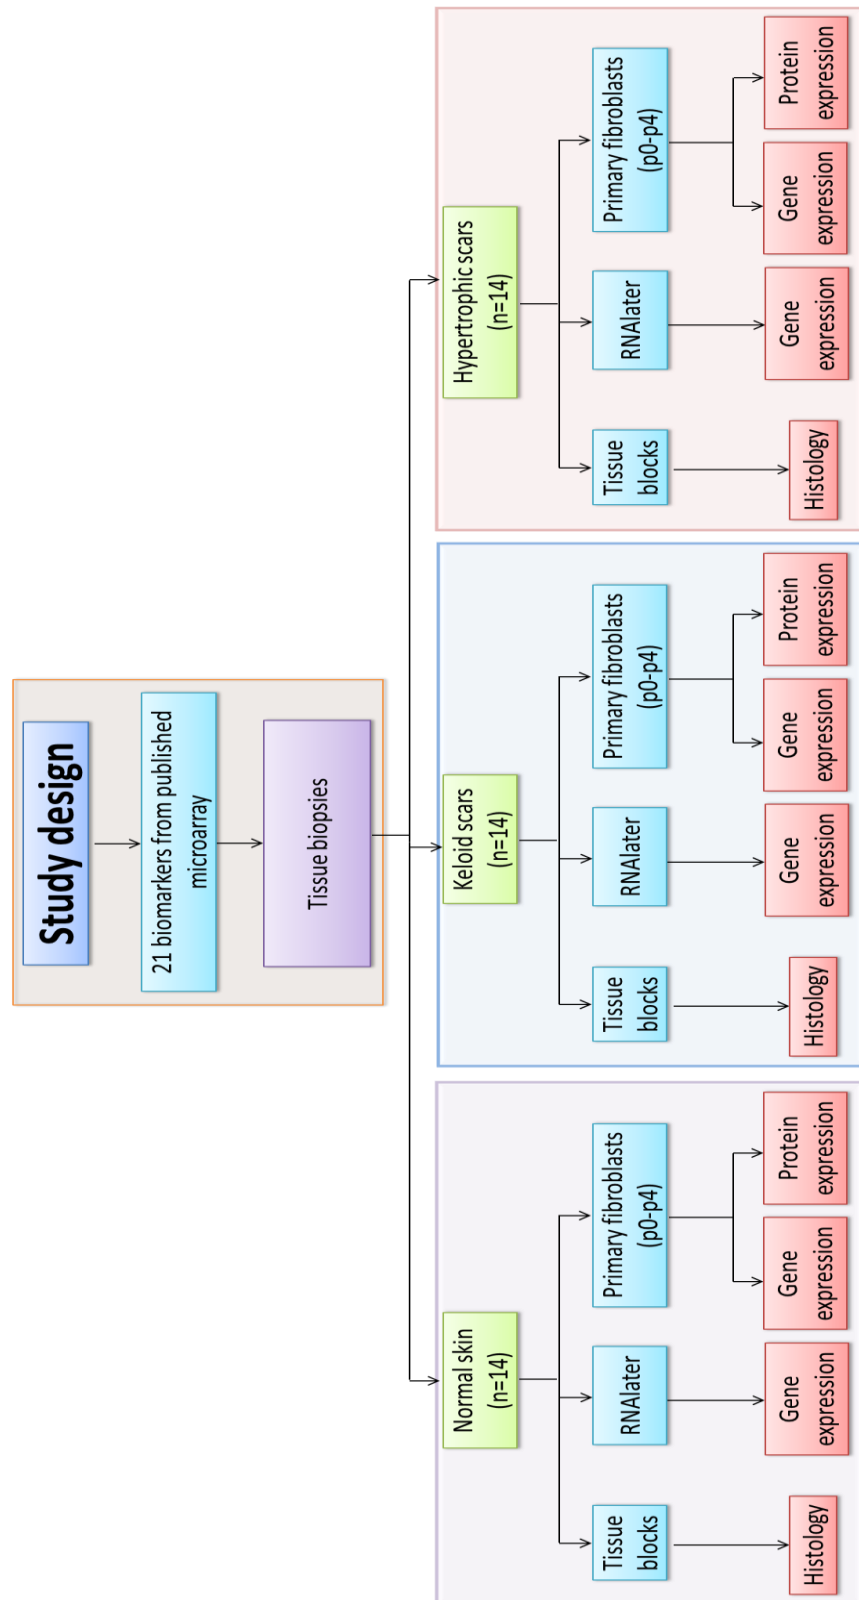 Study design
21 biomarkers from published
microarray
Tissue biopsies
Normal skin
(n=14)
Tissue
blocks
RNAlater
Primary fibroblasts
(p0-p4)
Histology
Gene
expression
Gene
expression
Protein
expression
Keloid scars
(n=14)
Tissue
blocks
RNAlater
Primary fibroblasts
(p0-p4)
Histology
Gene
expression
Gene
expression
Protein
expression
Hypertrophic scars
(n=14)
Tissue
blocks
RNAlater
Primary fibroblasts
(p0-p4)
Histology
Gene
expression
Gene
expression
Protein
expression